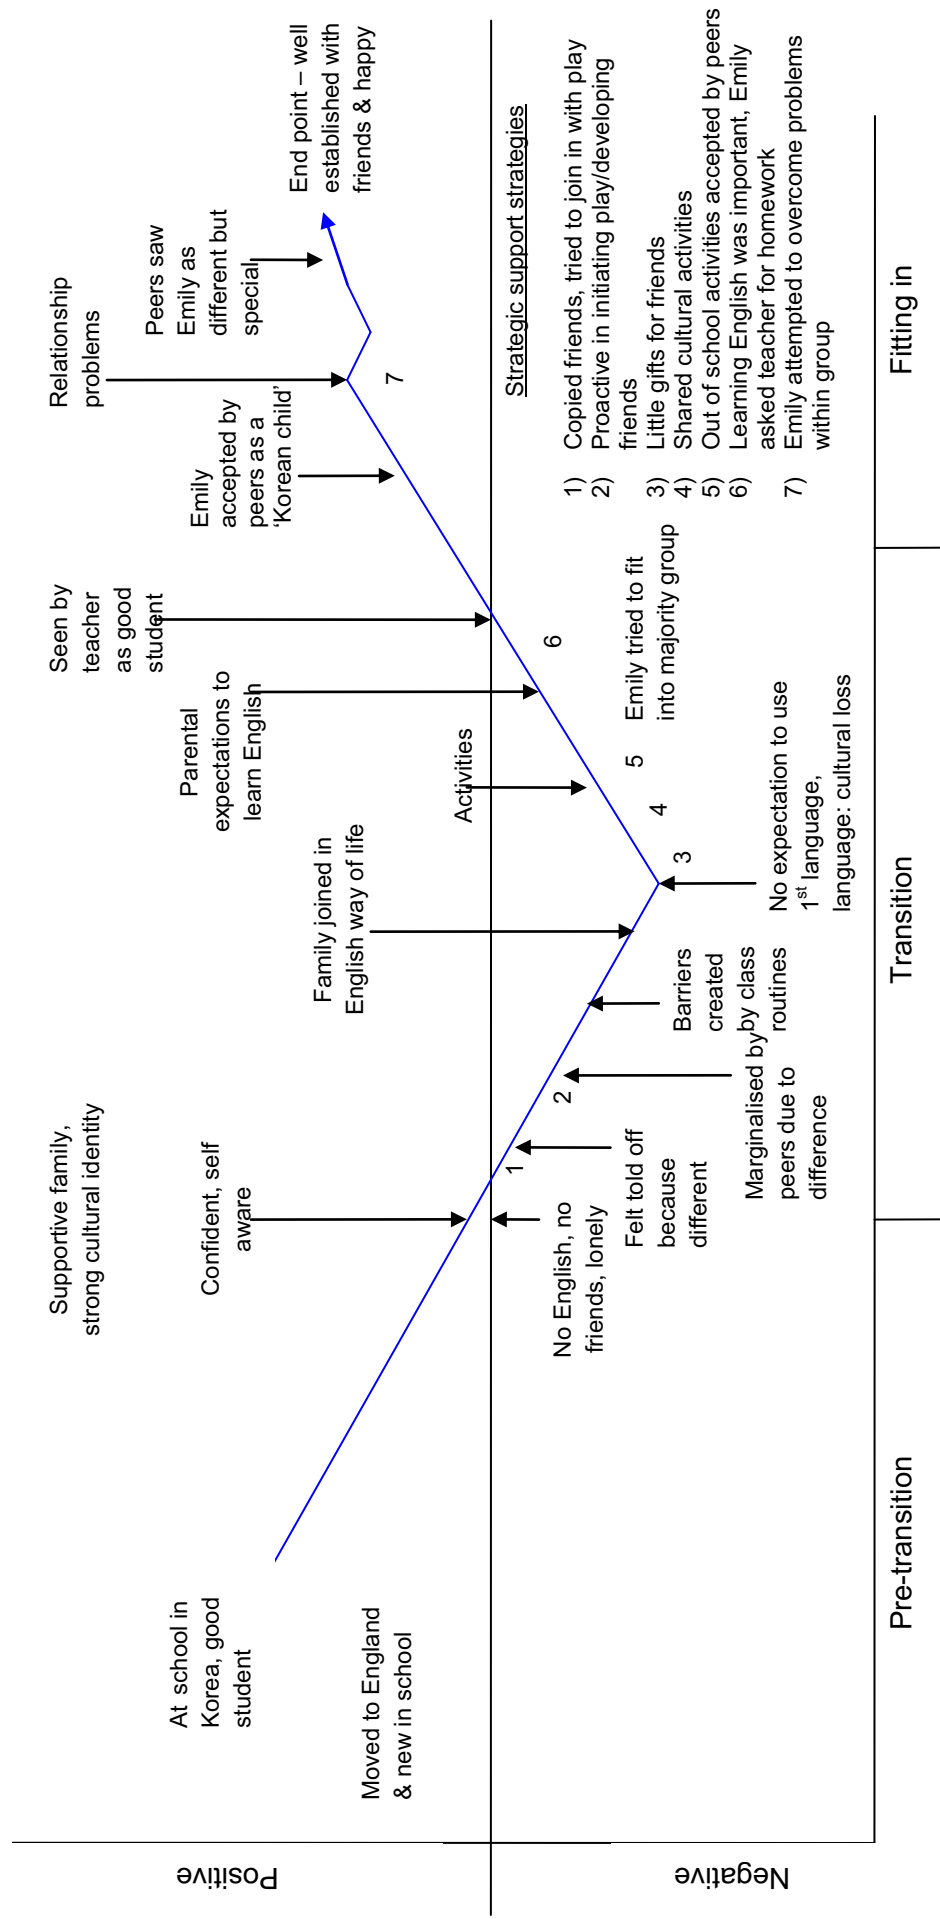 Positive
Negative
At school in
Korea, good
student
Moved to England
& new in school
Supportive family,
strong cultural identity
Confident, self
aware
No English, no
friends, lonely
1
Felt told off
because
different
2
Marginalised by
peers due to
difference
Barriers
created
by class
routines
Family joined in
English way of life
3
No expectation to use
1st language,
language: cultural loss
4
Activities
5
Emily tried to fit
into majority group
Parental
expectations to
learn English
6
Seen by
teacher
as good
student
Emily
accepted by
peers as a
‘Korean child’
7
Relationship
problems
Peers saw
Emily as
different but
special
End point – well
established with
friends & happy
Strategic support strategies
1) Copied friends, tried to join in with play
2) Proactive in initiating play/developing
friends
3) Little gifts for friends
4) Shared cultural activities
5) Out of school activities accepted by peers
6) Learning English was important, Emily
asked teacher for homework
7) Emily attempted to overcome problems
within group
Pre-transition
Transition
Fitting in